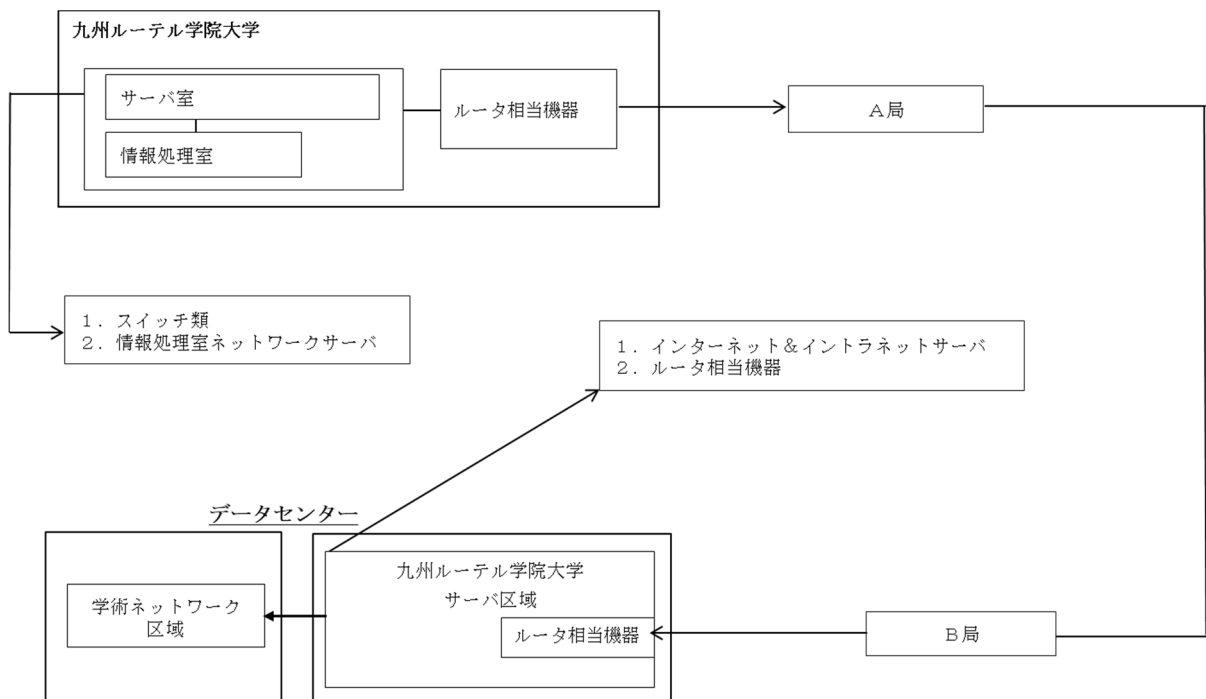 九州ルーテル学院大学
サーバ室
情報処理室
ルータ相当機器
A局
1. スイッチ類
2. 情報処理室ネットワークサーバ
1. インターネット&イントラネットサーバ
2. ルータ相当機器
データセンター
学術ネットワーク
区域
九州ルーテル学院大学
サーバ区域
ルータ相当機器
B局